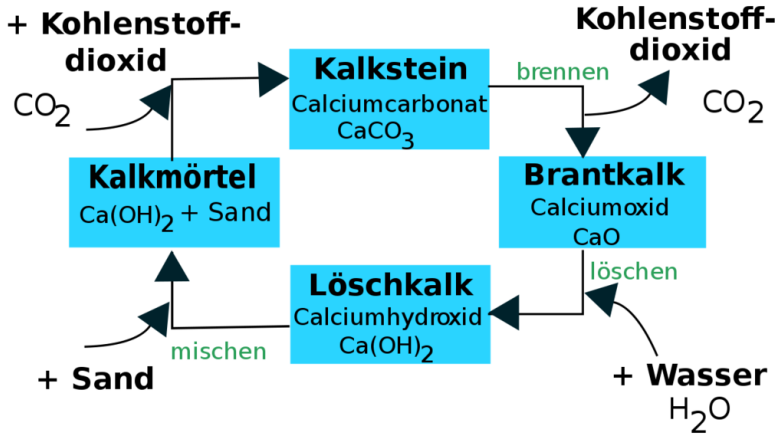 + Kohlenstoff-
dioxid
CO₂
Kalkstein
Calciumcarbonat
CaCO₃
brennen
Kohlenstoff-
dioxid
CO₂
Brantkalk
Calciumoxid
CaO
löschen
+ Wasser
H₂O
Löschkalk
Calciumhydroxid
Ca(OH)₂
mischen
+ Sand
Kalkmörtel
Ca(OH)₂ + Sand